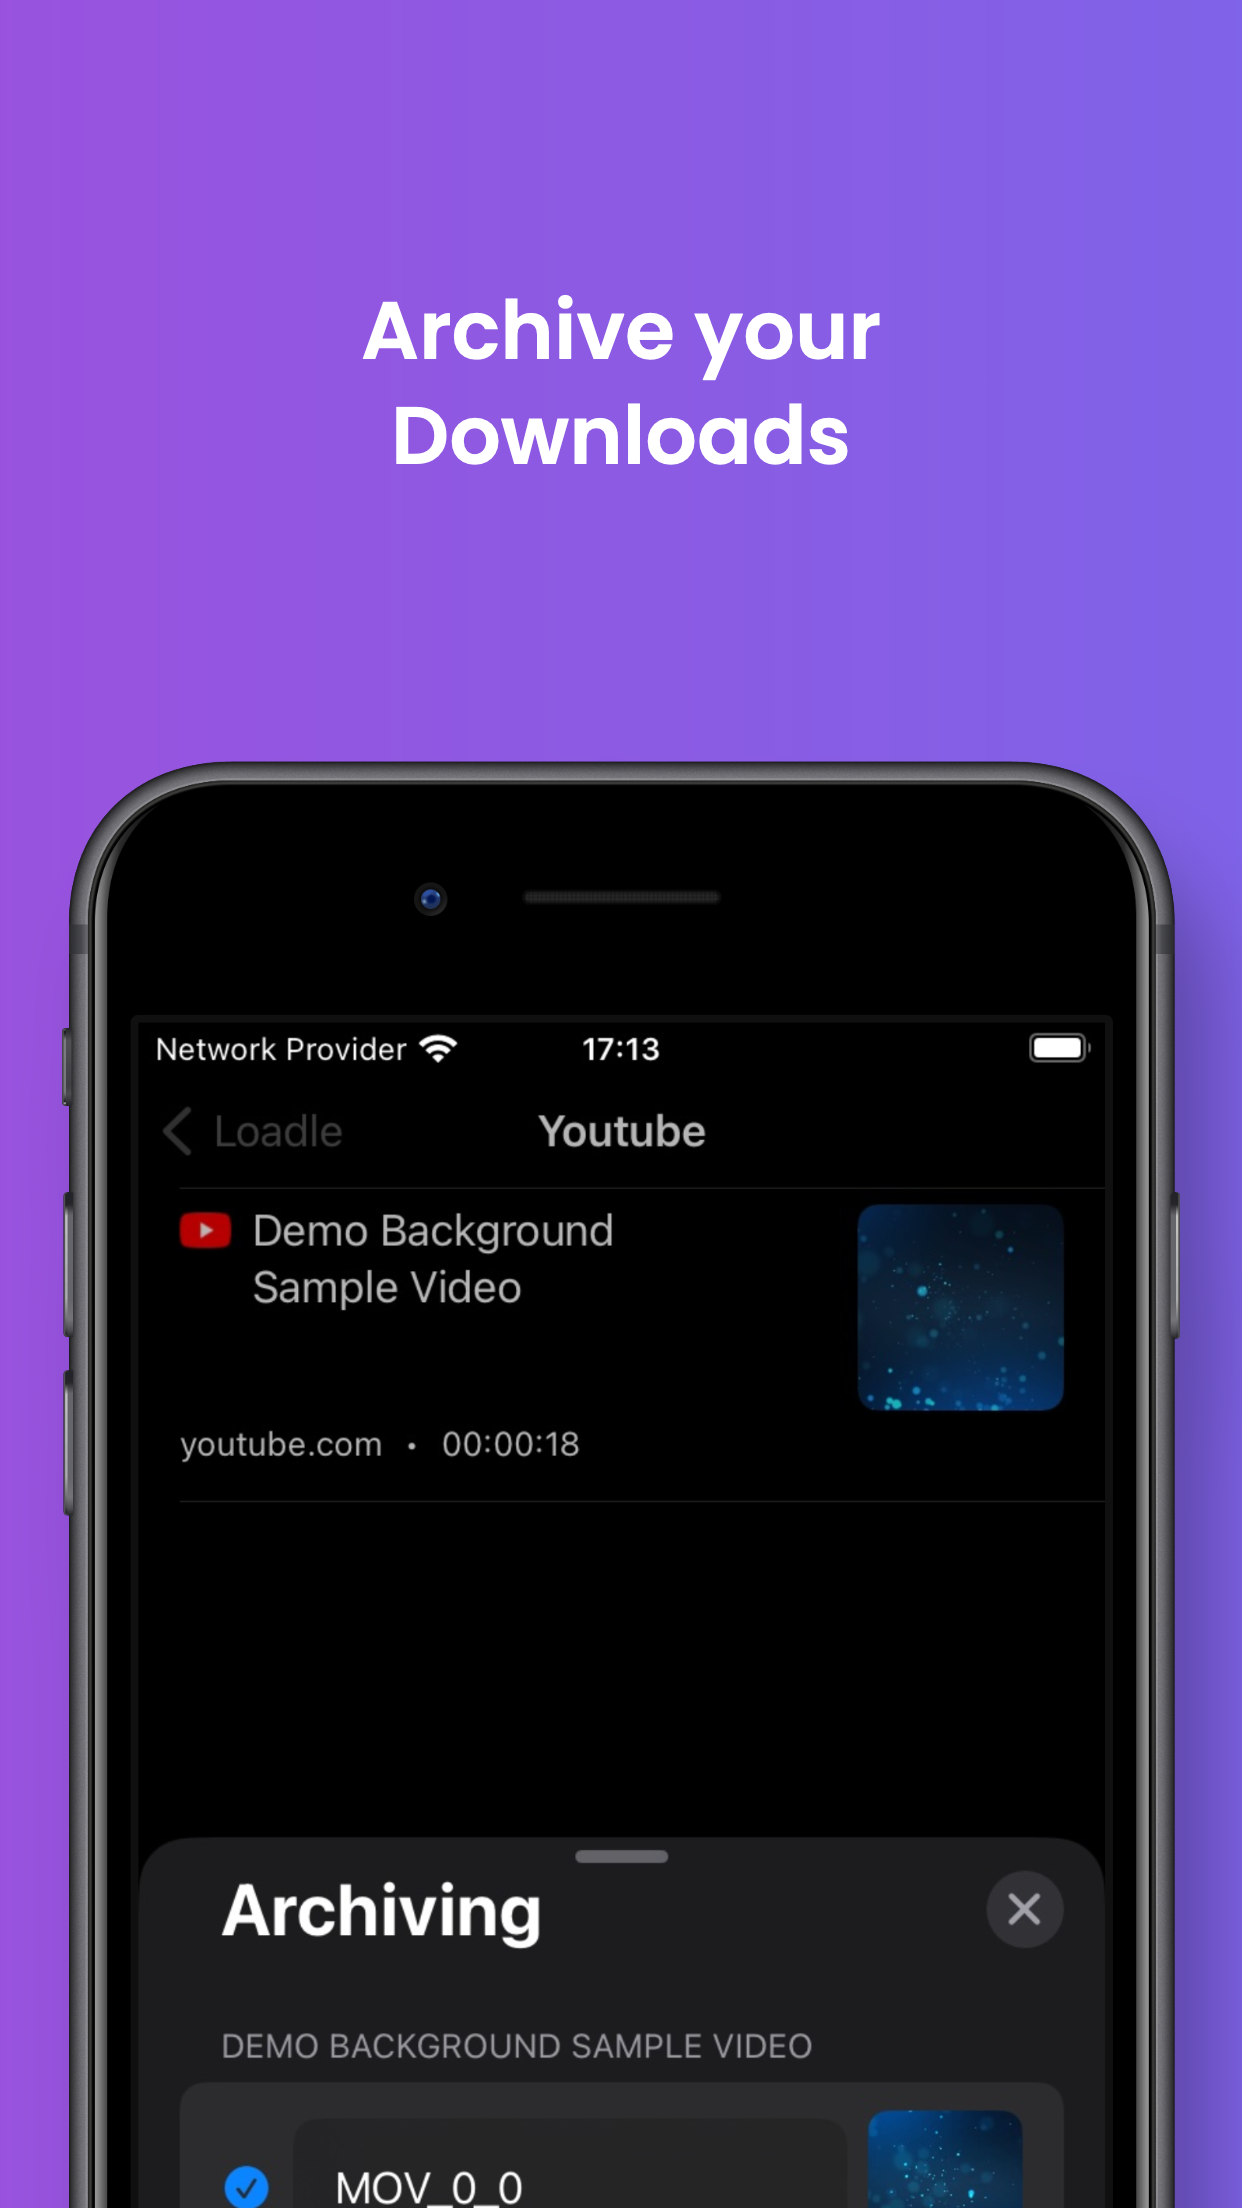 Archive your
Downloads
Network Provider 17:13
Loadle Youtube
Demo Background
Sample Video
youtube.com • 00:00:18
Archiving
DEMO BACKGROUND SAMPLE VIDEO
MOV_0_0